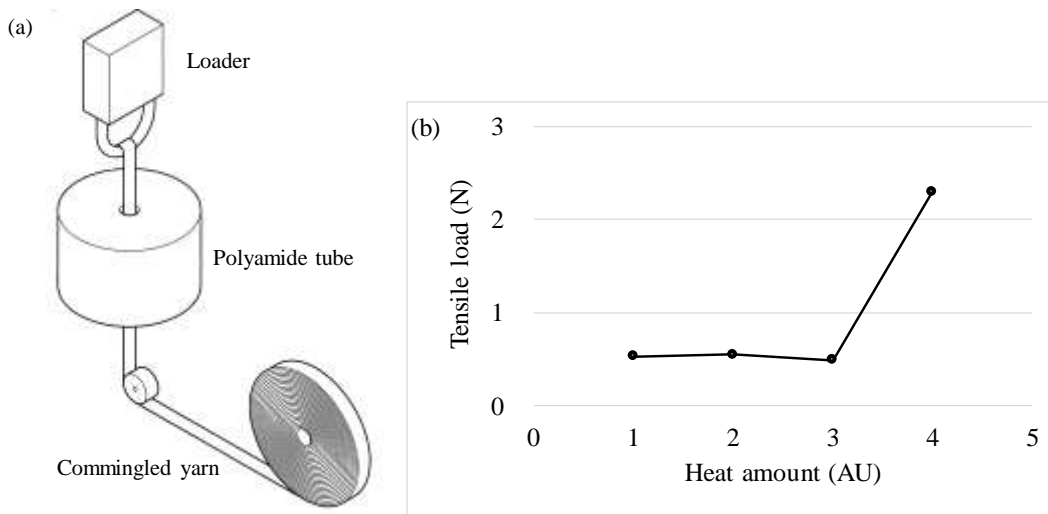 (a)
Loader
Polyamide tube
Commingled yarn
(b)
Tensile load (N)
3
2
1
0
0 1 2 3 4 5
Heat amount (AU)